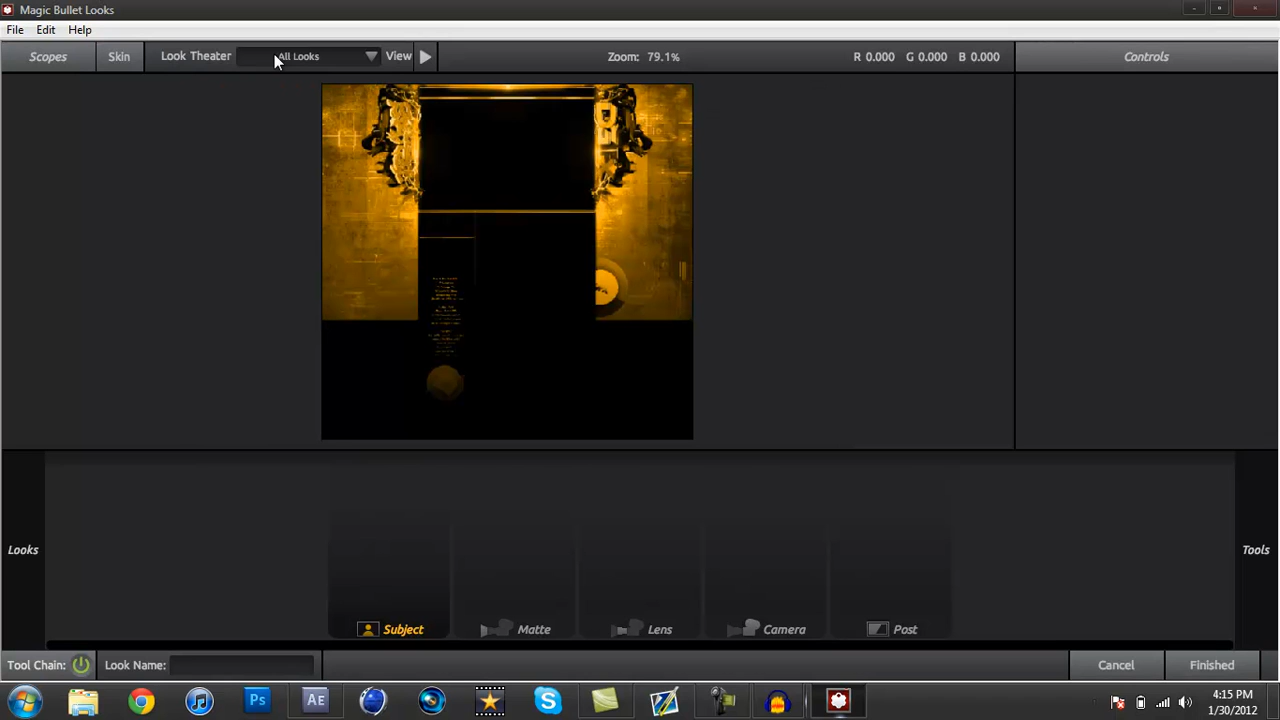 Magic Bullet Looks
File Edit Help
Scopes Skin Look Theater All Looks View Zoom: 79.1% R 0.000 G 0.000 B 0.000 Controls
Looks
Tools
Subject Matte Lens Camera Post
Tool Chain: Look Name: Cancel Finished
Ps Ae
4:15 PM
1/30/2012